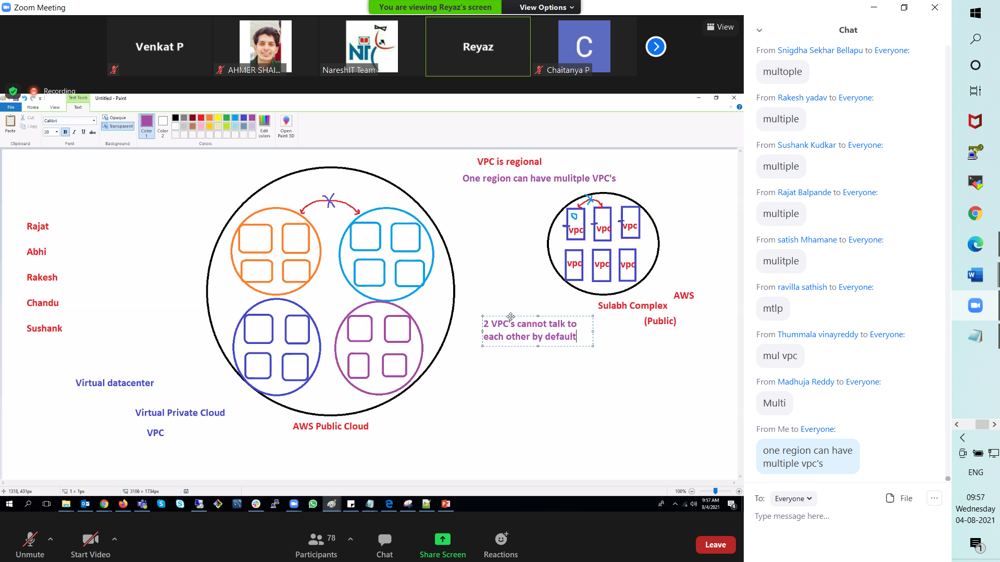 Zoom Meeting
You are viewing Reyaz's screen
View Options
View
Venkat P
AHMER SHAI...
NTC
NareshIT Team
Reyaz
C
Chaitanya P
Recording
Text Tools
Untitled - Paint
File
Home
View
Text
Paste
Cut
Copy
Clipboard
Calibri
20
B
I
U
abc
Font
Opaque
Transparent
Background
Color 1
Color 2
Edit colors
Colors
Open Paint 3D
VPC is regional
One region can have mulitple VPC's
vpc
vpc
vpc
vpc
vpc
vpc
AWS
Sulabh Complex
(Public)
2 VPC's cannot talk to
each other by default
Rajat
Abhi
Rakesh
Chandu
Sushank
Virtual datacenter
Virtual Private Cloud
VPC
AWS Public Cloud
1318, 431px
1 × 1px
3186 × 1734px
100%
9:57 AM
8/4/2021
4
Unmute
Start Video
78
Participants
Chat
Share Screen
Reactions
Leave
Chat
From Snigdha Sekhar Bellapu to Everyone:
multople
From Rakesh yadav to Everyone:
multiple
From Sushank Kudkar to Everyone:
multiple
From Rajat Balpande to Everyone:
multiple
From satish Mhamane to Everyone:
mulitple
From ravilla sathish to Everyone:
mtlp
From Thummala vinayreddy to Everyone:
mul vpc
From Madhuja Reddy to Everyone:
Multi
From Me to Everyone:
one region can have
multiple vpc's
To: Everyone
File
Type message here...
ENG
09:57
Wednesday
04-08-2021
1